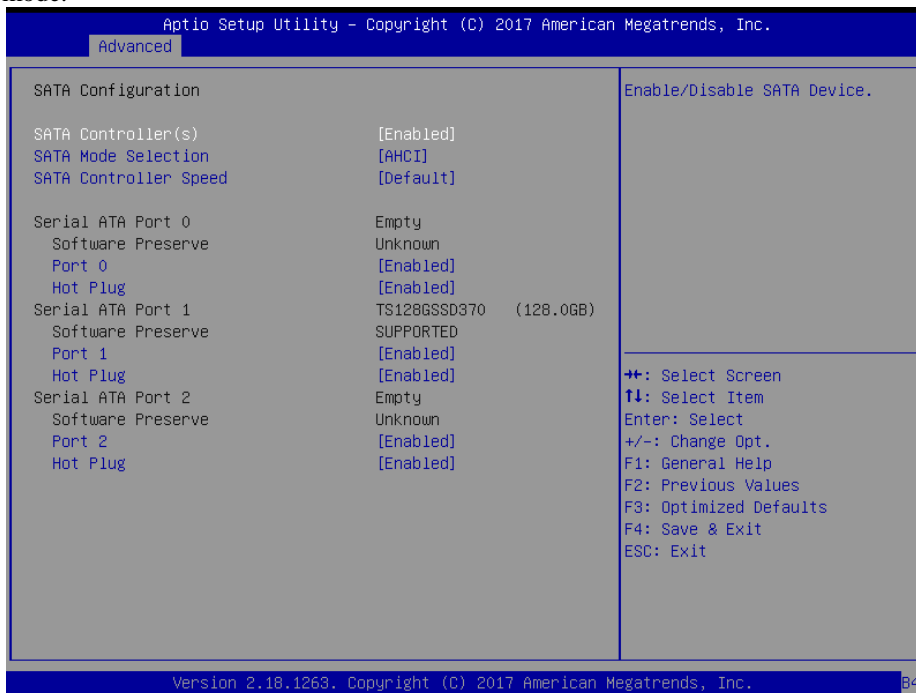 mode.
Aptio Setup Utility – Copyright (C) 2017 American Megatrends, Inc.
Advanced
SATA Configuration
SATA Controller(s) [Enabled]
SATA Mode Selection [AHCI]
SATA Controller Speed [Default]
Serial ATA Port 0 Empty
Software Preserve Unknown
Port 0 [Enabled]
Hot Plug [Enabled]
Serial ATA Port 1 TS128GSSD370 (128.0GB)
Software Preserve SUPPORTED
Port 1 [Enabled]
Hot Plug [Enabled]
Serial ATA Port 2 Empty
Software Preserve Unknown
Port 2 [Enabled]
Hot Plug [Enabled]
Enable/Disable SATA Device.
→←: Select Screen
↑↓: Select Item
Enter: Select
+/-: Change Opt.
F1: General Help
F2: Previous Values
F3: Optimized Defaults
F4: Save & Exit
ESC: Exit
Version 2.18.1263. Copyright (C) 2017 American Megatrends, Inc.